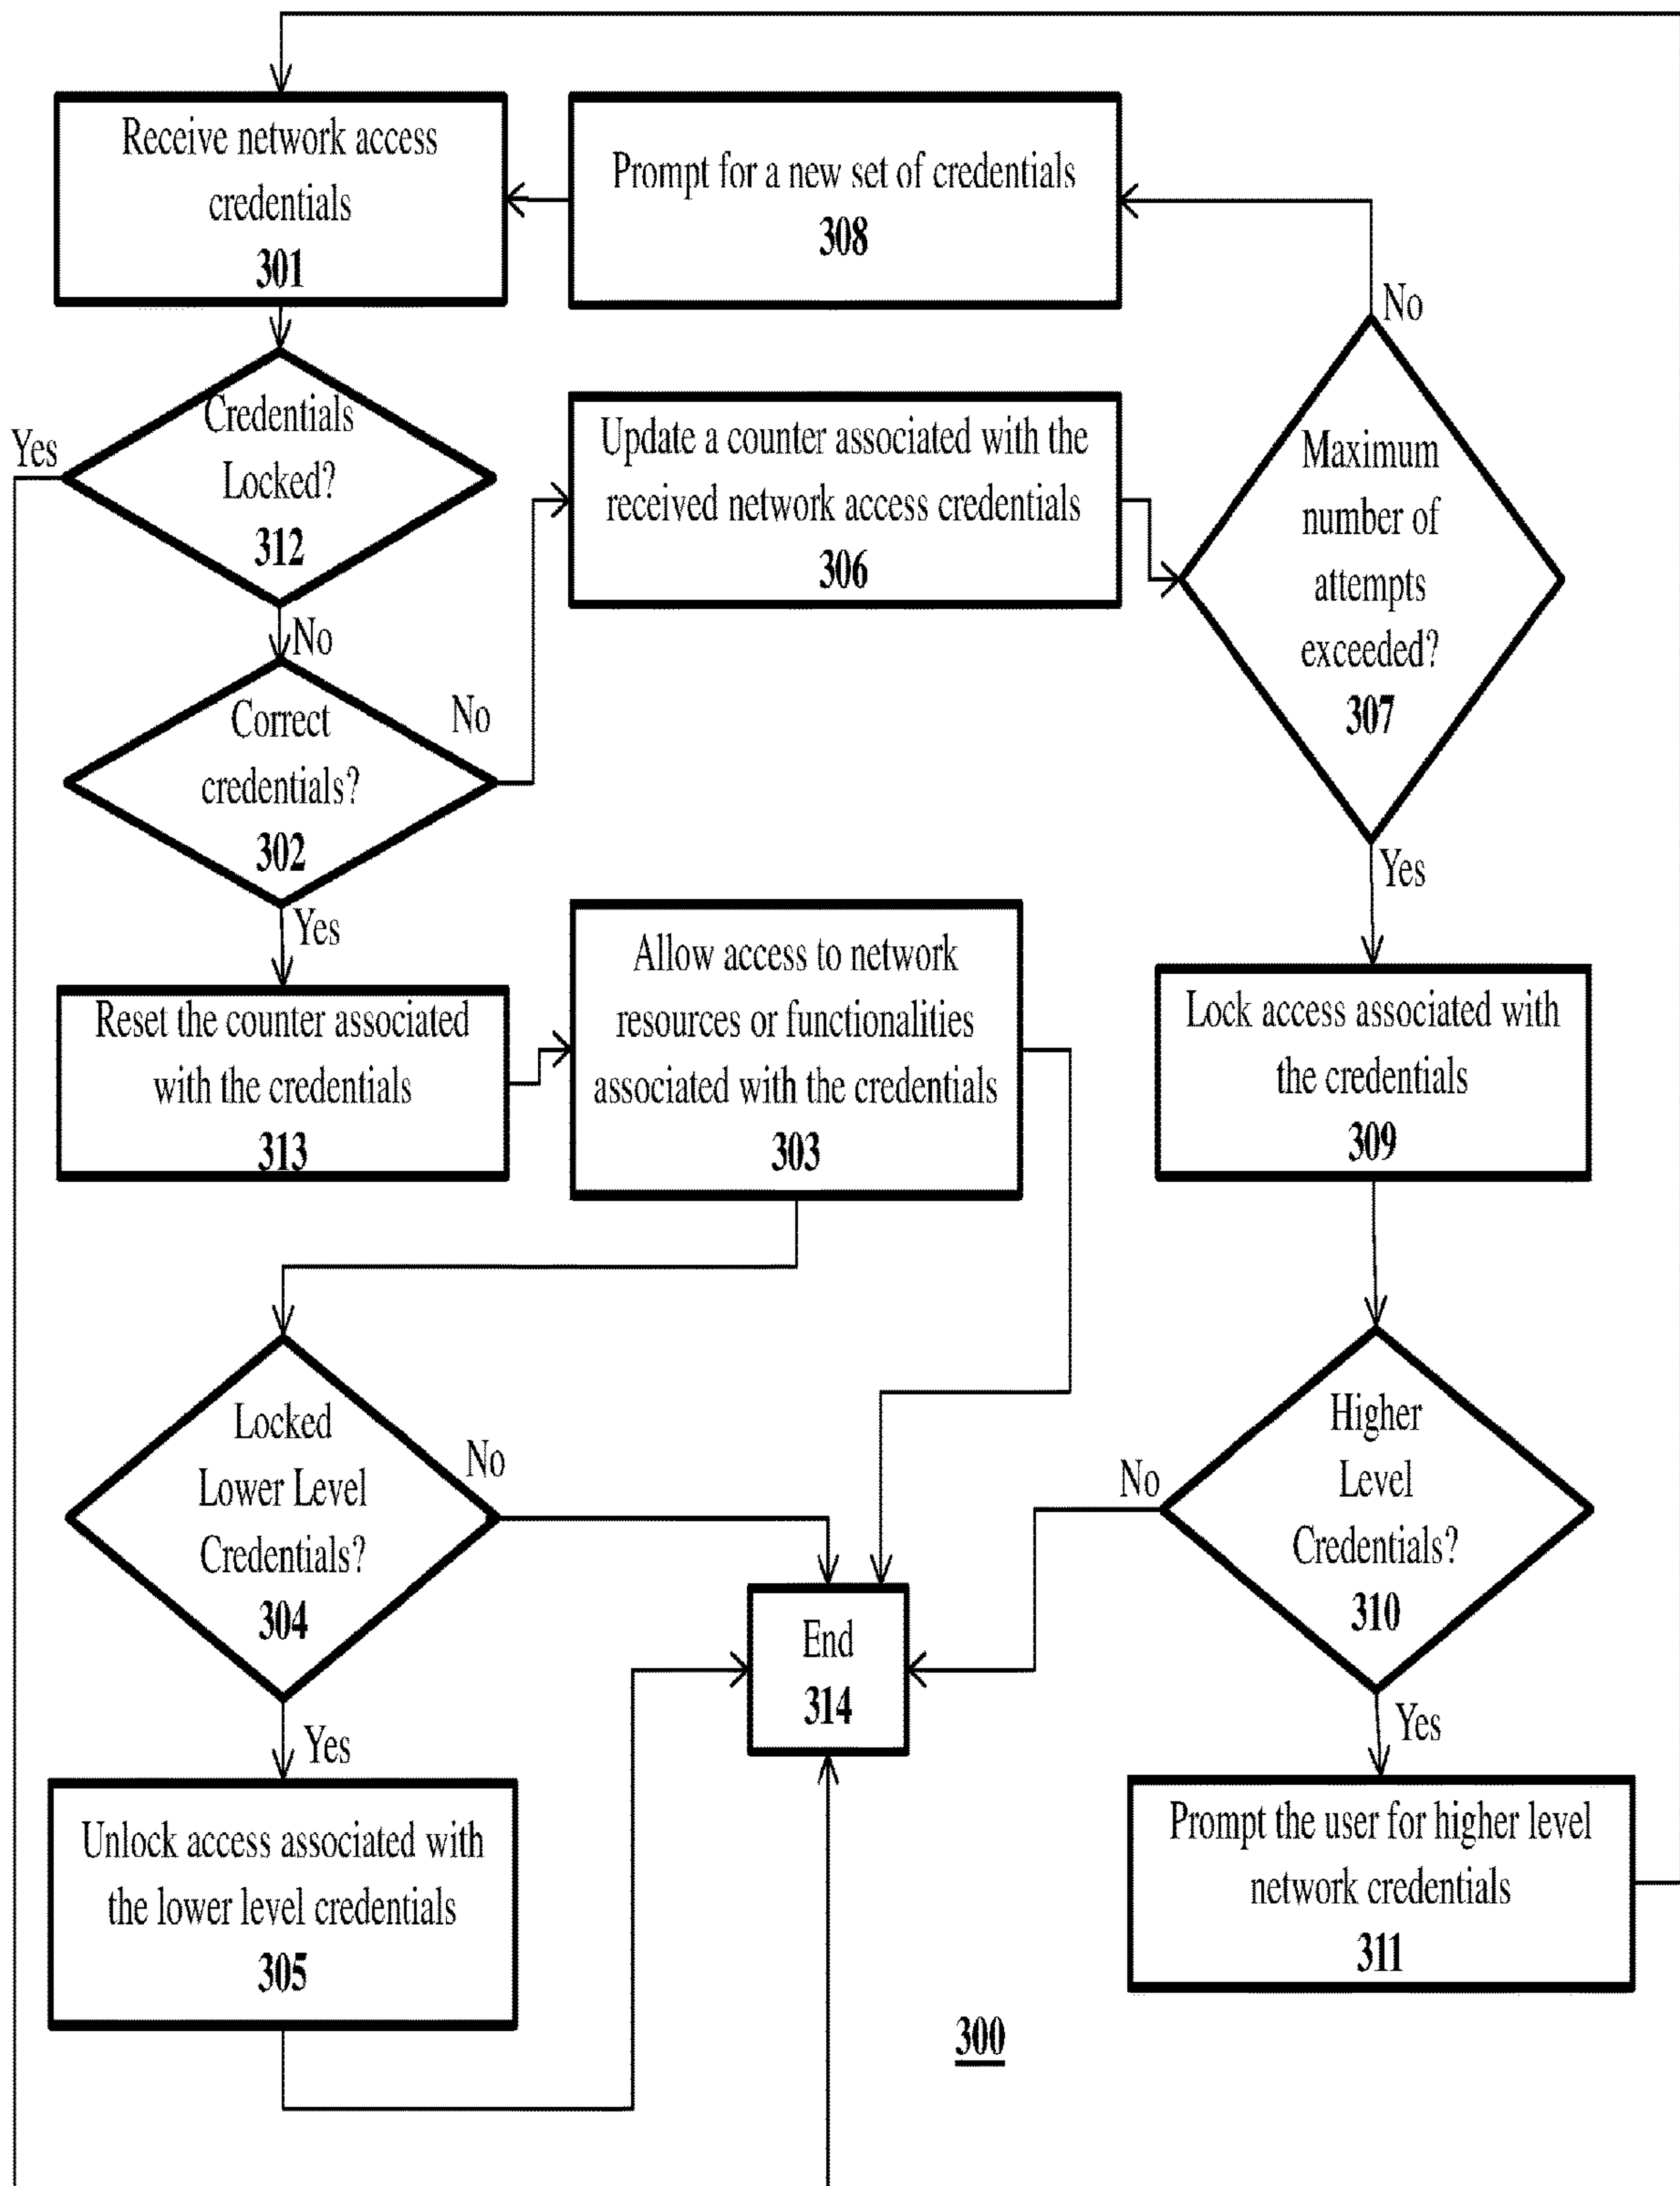 Receive network access
credentials
301
Prompt for a new set of credentials
308
No
Credentials
Locked?
312
Yes
No
Update a counter associated with the
received network access credentials
306
Maximum
number of
attempts
exceeded?
307
Yes
Correct
credentials?
302
No
Yes
Reset the counter associated
with the credentials
313
Allow access to network
resources or functionalities
associated with the credentials
303
Lock access associated with
the credentials
309
Locked
Lower Level
Credentials?
304
No
Yes
Higher
Level
Credentials?
310
No
Yes
End
314
Unlock access associated with
the lower level credentials
305
Prompt the user for higher level
network credentials
311
300